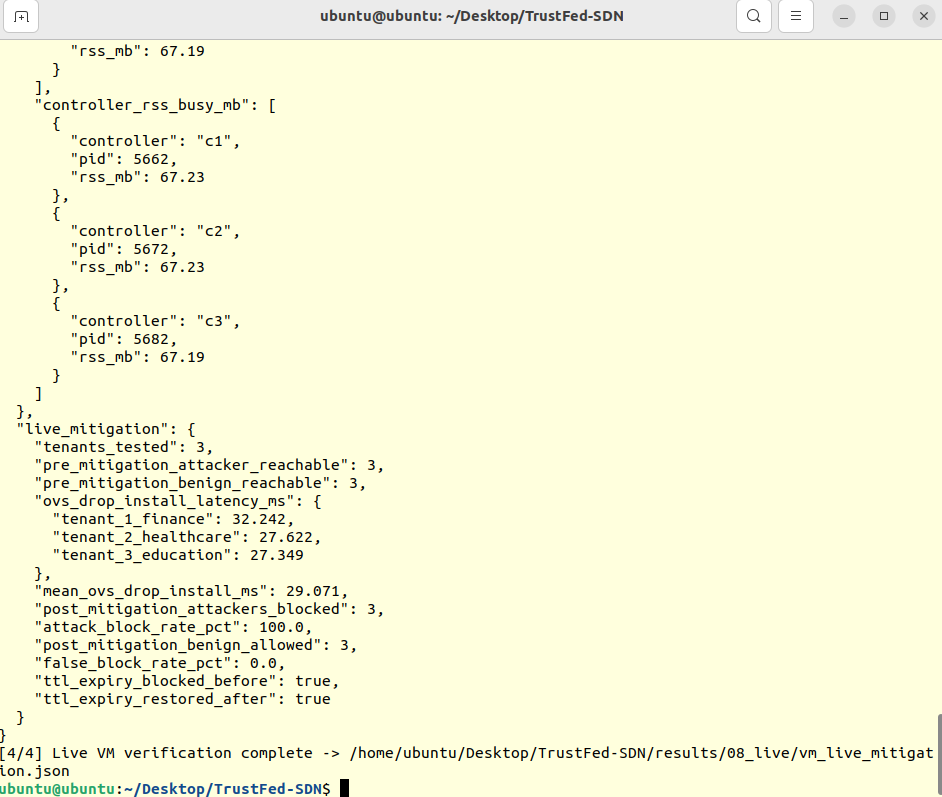 ubuntu@ubuntu: ~/Desktop/TrustFed-SDN
        "rss_mb": 67.19
      }
    ],
    "controller_rss_busy_mb": [
      {
        "controller": "c1",
        "pid": 5662,
        "rss_mb": 67.23
      },
      {
        "controller": "c2",
        "pid": 5672,
        "rss_mb": 67.23
      },
      {
        "controller": "c3",
        "pid": 5682,
        "rss_mb": 67.19
      }
    ]
  },
  "live_mitigation": {
    "tenants_tested": 3,
    "pre_mitigation_attacker_reachable": 3,
    "pre_mitigation_benign_reachable": 3,
    "ovs_drop_install_latency_ms": {
      "tenant_1_finance": 32.242,
      "tenant_2_healthcare": 27.622,
      "tenant_3_education": 27.349
    },
    "mean_ovs_drop_install_ms": 29.071,
    "post_mitigation_attackers_blocked": 3,
    "attack_block_rate_pct": 100.0,
    "post_mitigation_benign_allowed": 3,
    "false_block_rate_pct": 0.0,
    "ttl_expiry_blocked_before": true,
    "ttl_expiry_restored_after": true
  }
}
[4/4] Live VM verification complete -> /home/ubuntu/Desktop/TrustFed-SDN/results/08_live/vm_live_mitigat
ion.json
ubuntu@ubuntu:~/Desktop/TrustFed-SDN$